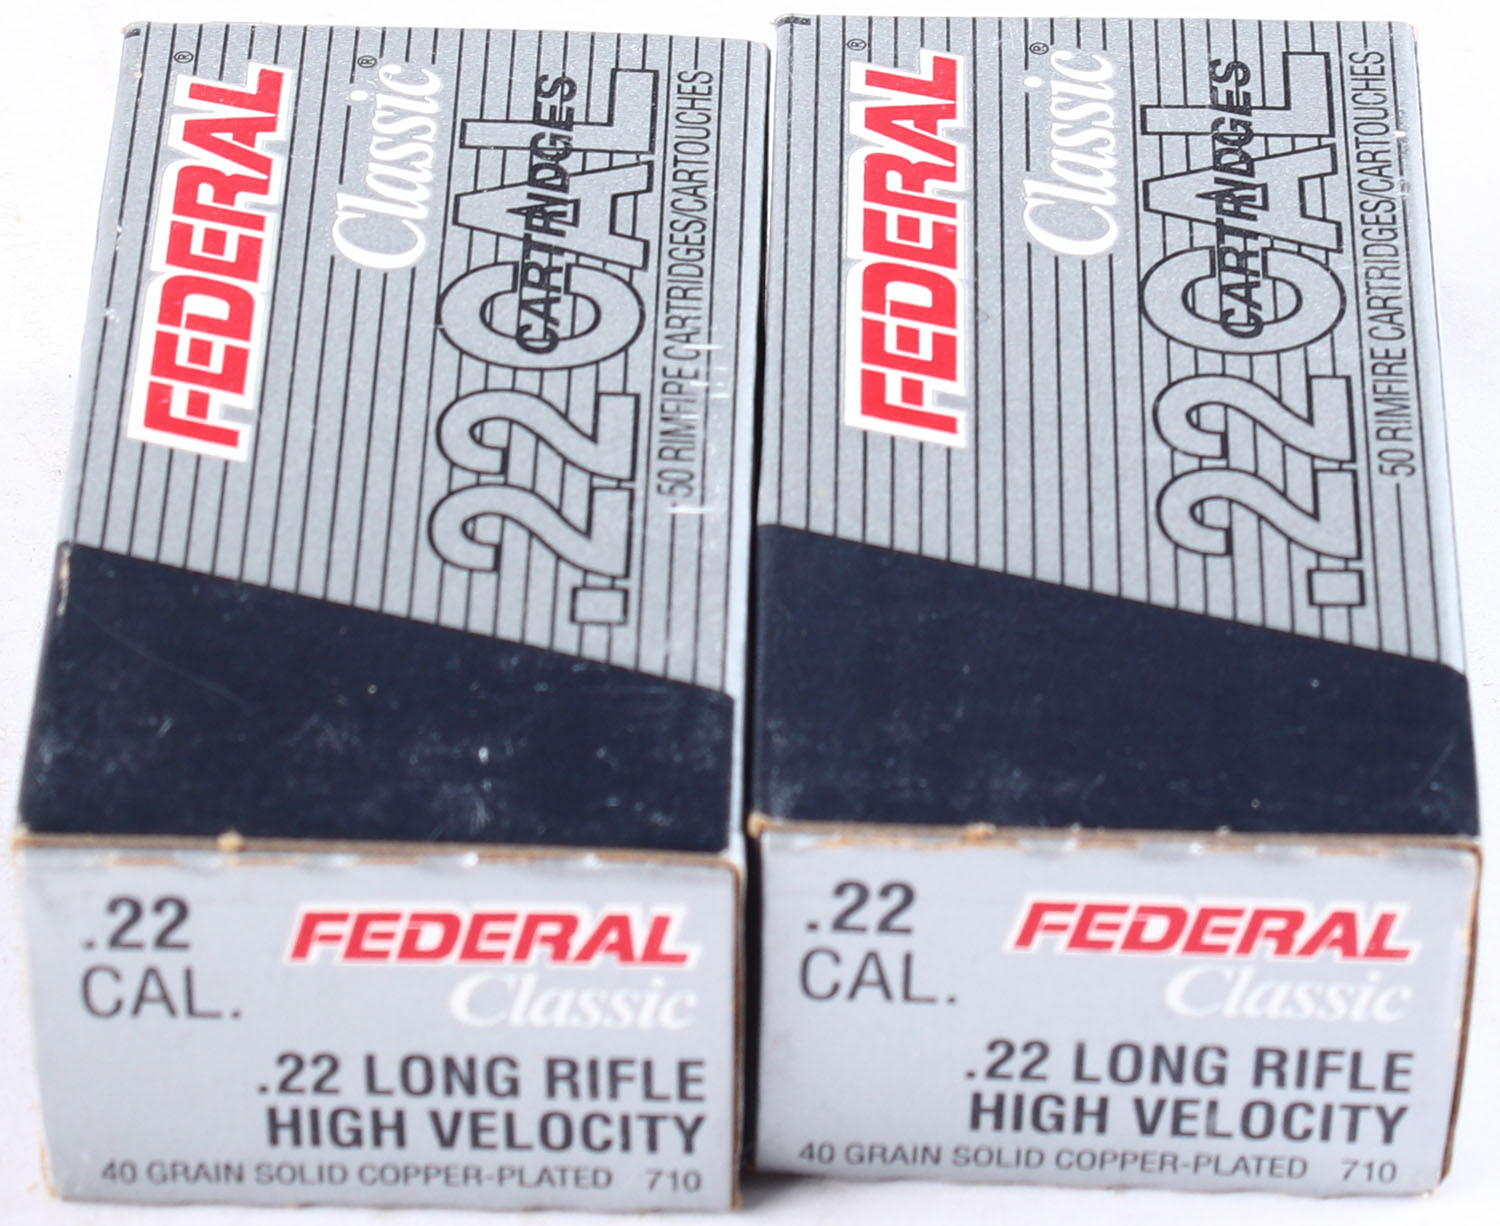 FEDERAL®
Classic®
.22 CAL
CARTRIDGES
50 RIMFIRE CARTRIDGES/CARTOUCHES
.22
CAL.
FEDERAL
Classic
.22 LONG RIFLE
HIGH VELOCITY
40 GRAIN SOLID COPPER-PLATED 710
FEDERAL®
Classic®
.22 CAL
CARTRIDGES
50 RIMFIRE CARTRIDGES/CARTOUCHES
.22
CAL.
FEDERAL
Classic
.22 LONG RIFLE
HIGH VELOCITY
40 GRAIN SOLID COPPER-PLATED 710